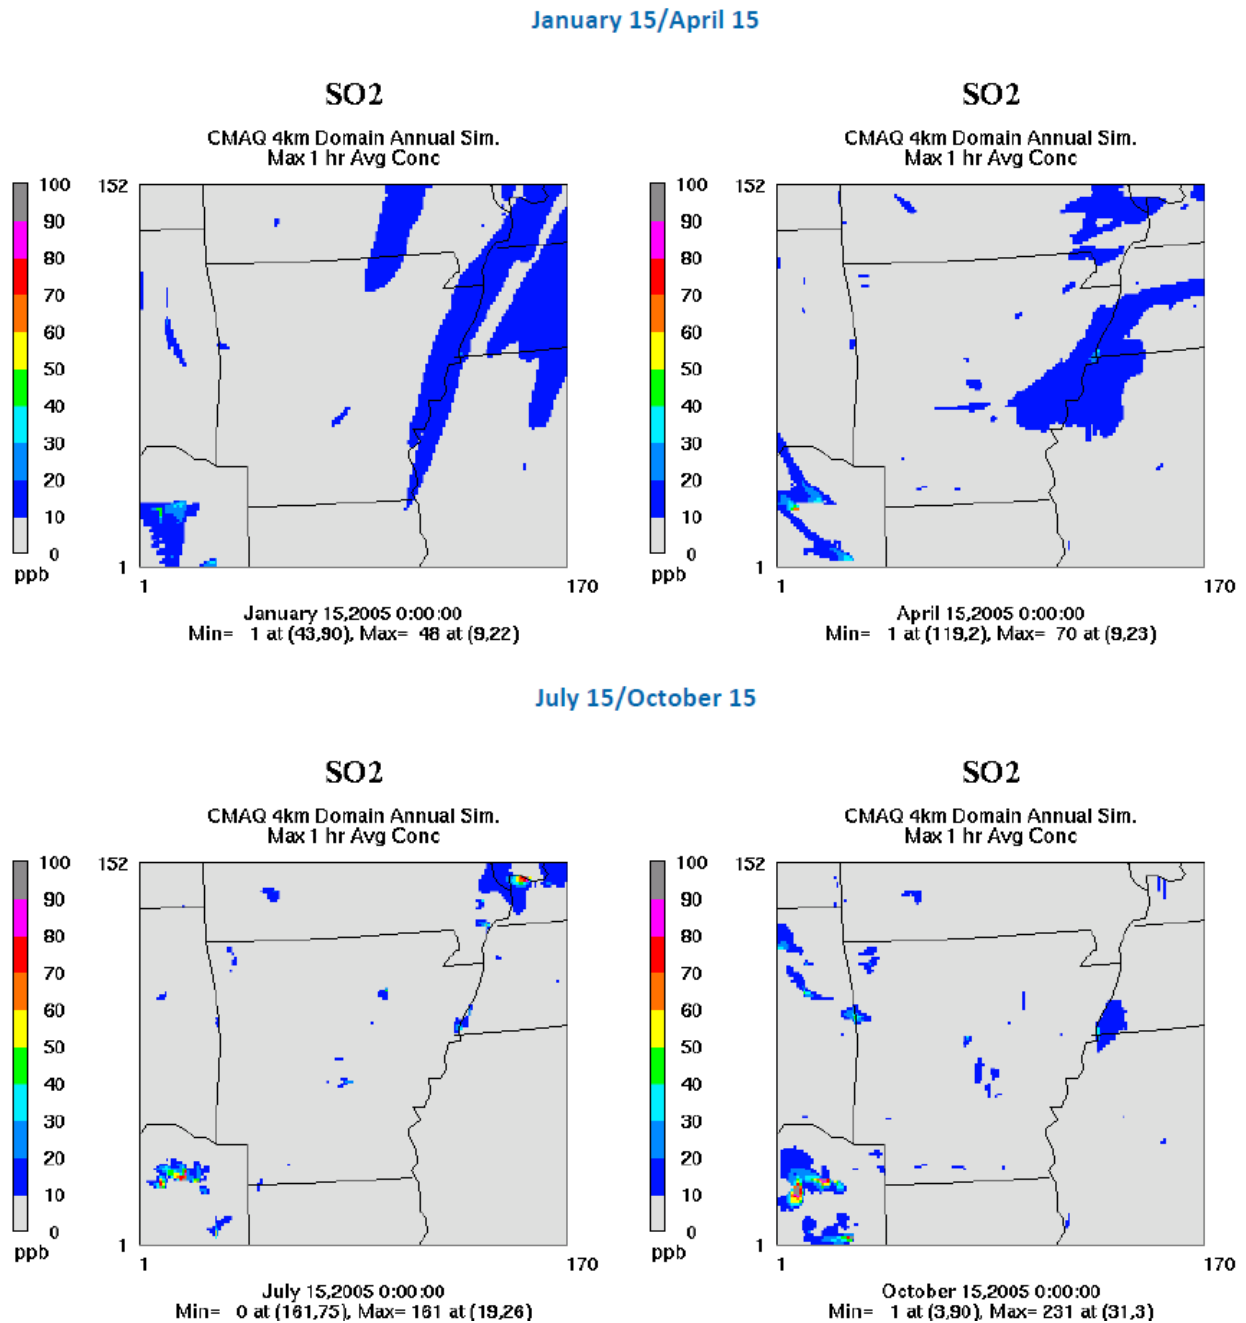 January 15/April 15
SO2
CMAQ 4km Domain Annual Sim.
Max 1 hr Avg Conc
100
90
80
70
60
50
40
30
20
10
0
ppb
152
1
1
170
January 15,2005 0:00:00
Min= 1 at (43,90), Max= 48 at (9,22)
SO2
CMAQ 4km Domain Annual Sim.
Max 1 hr Avg Conc
100
90
80
70
60
50
40
30
20
10
0
ppb
152
1
1
170
April 15,2005 0:00:00
Min= 1 at (119,2), Max= 70 at (9,23)
July 15/October 15
SO2
CMAQ 4km Domain Annual Sim.
Max 1 hr Avg Conc
100
90
80
70
60
50
40
30
20
10
0
ppb
152
1
1
170
July 15,2005 0:00:00
Min= 0 at (161,75), Max= 161 at (19,26)
SO2
CMAQ 4km Domain Annual Sim.
Max 1 hr Avg Conc
100
90
80
70
60
50
40
30
20
10
0
ppb
152
1
1
170
October 15,2005 0:00:00
Min= 1 at (3,90), Max= 231 at (31,3)